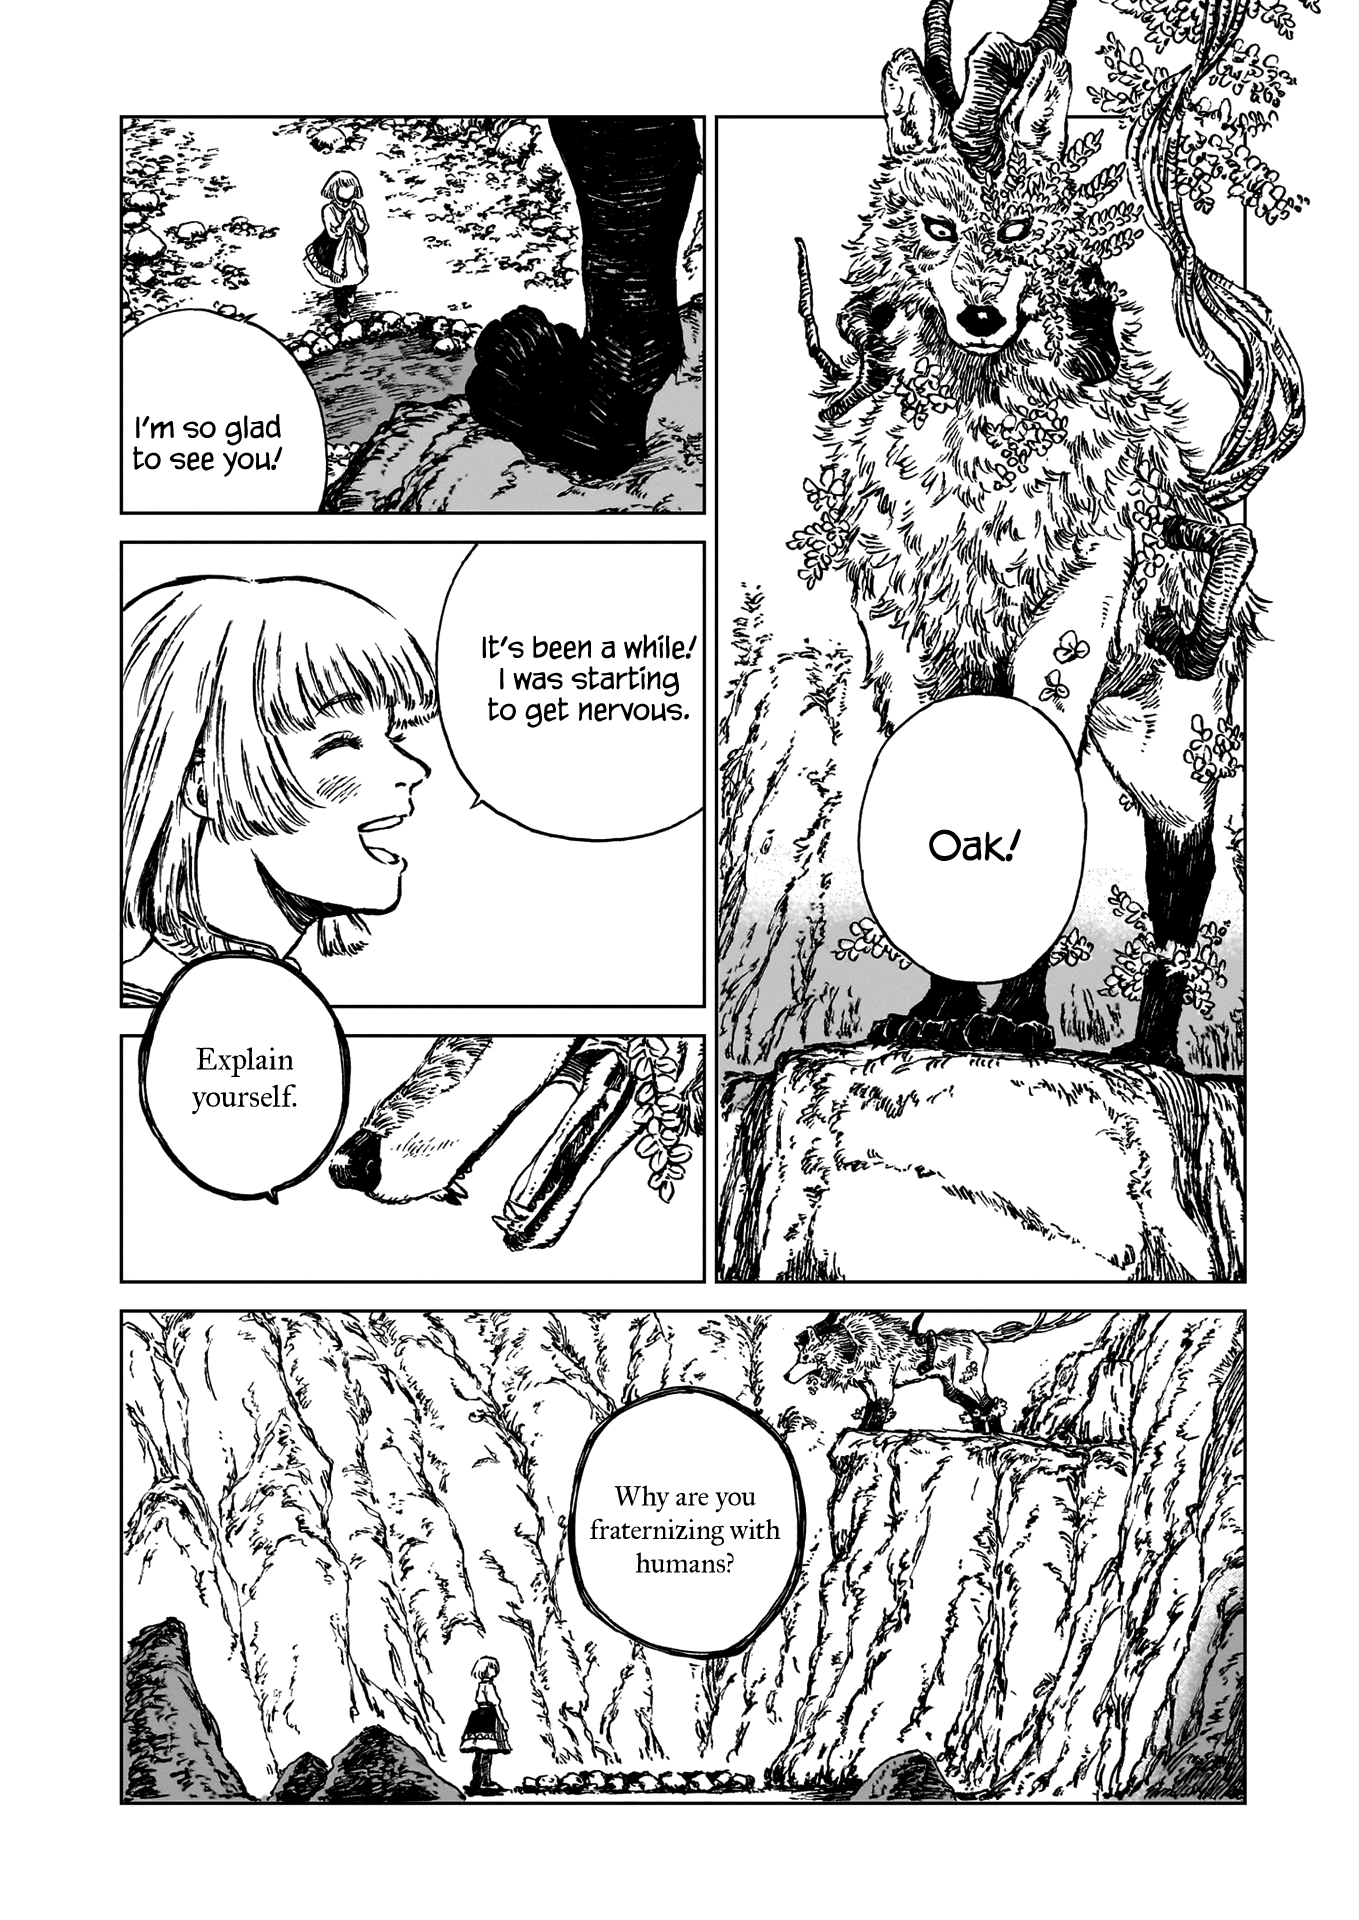 Oak!
I'm so glad
to see you!
It's been a while!
I was starting
to get nervous.
Explain
yourself.
Why are you
fraternizing with
humans?